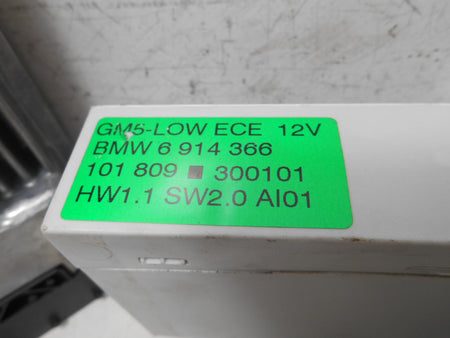 GM5-LOW ECE 12V
BMW 6 914 366
101 809 ■ 300101
HW1.1 SW2.0 AI01